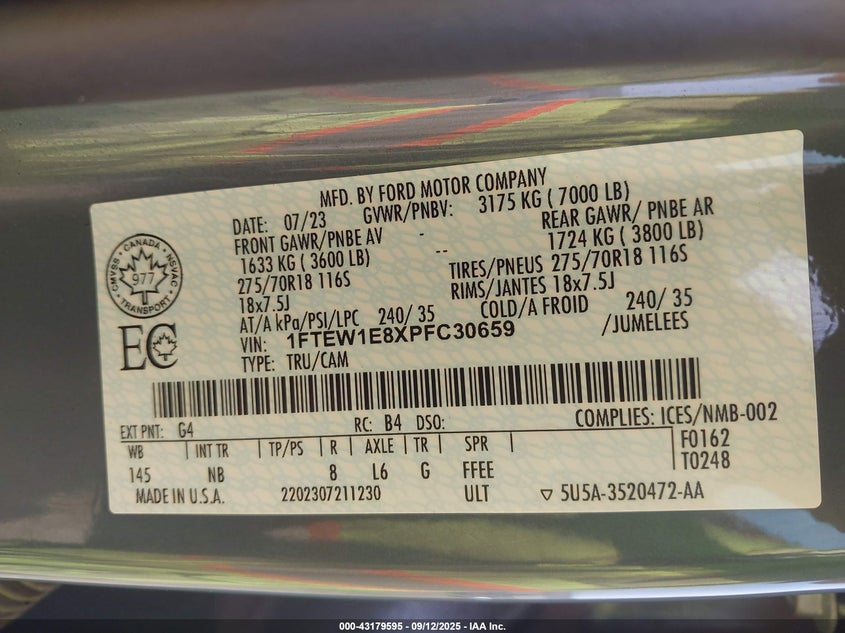 MFD. BY FORD MOTOR COMPANY
DATE: 07/23 GVWR/PNBV: 3175 KG ( 7000 LB)
FRONT GAWR/PNBE AV - REAR GAWR/ PNBE AR
1633 KG ( 3600 LB) -- 1724 KG ( 3800 LB)
275/70R18 116S TIRES/PNEUS 275/70R18 116S
18x7.5J RIMS/JANTES 18x7.5J
AT/A kPa/PSI/LPC 240/ 35 COLD/A FROID 240/ 35
VIN: 1FTEW1E8XPFC30659 /JUMELEES
TYPE: TRU/CAM
CMVSS · CANADA · NSVAC
977
· TRANSPORT ·
EC
EXT PNT: G4 RC: B4 DSO: COMPLIES: ICES/NMB-002
WB | INT TR | TP/PS | R | AXLE | TR | SPR | F0162
145 NB 8 L6 G FFEE T0248
MADE IN U.S.A. 2202307211230 ULT ▽ 5U5A-3520472-AA
000-43179595 - 09/12/2025 - IAA Inc.